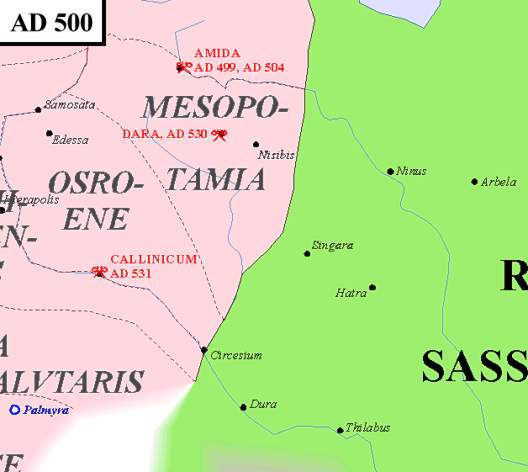 AD 500
AMIDA
AD 499, AD 504
Samosata
MESOPO-
DARA, AD 530
Edessa
Nisibis
Ninus
Arbela
OSRO-
TAMIA
Hierapolis
ENE
H-
EN-
E
Singara
CALLINICUM
AD 531
Hatra
R
A
Circesium
SASS
ALVTARIS
Dura
Palmyra
Thilabus
E